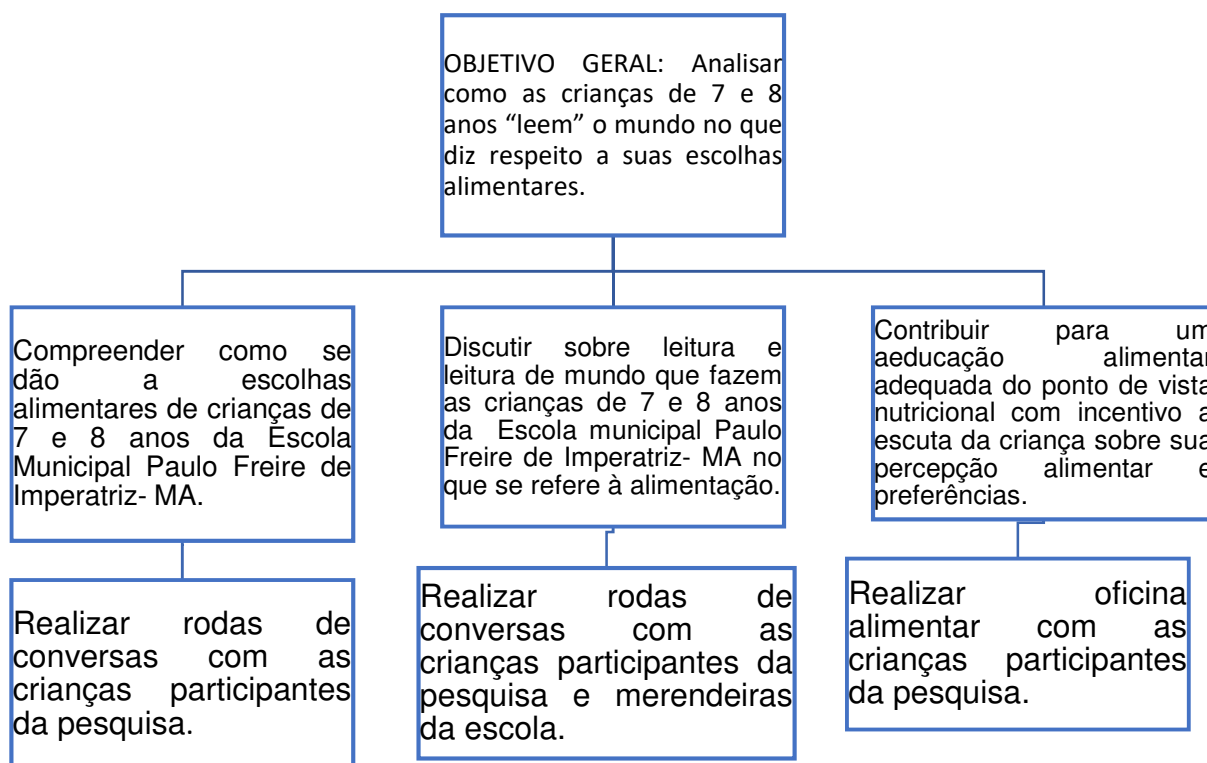 OBJETIVO GERAL: Analisar
como as crianças de 7 e 8
anos “leem” o mundo no que
diz respeito a suas escolhas
alimentares.
Compreender como se
dão a escolhas
alimentares de crianças de
7 e 8 anos da Escola
Municipal Paulo Freire de
Imperatriz- MA.
Discutir sobre leitura e
leitura de mundo que fazem
as crianças de 7 e 8 anos
da Escola municipal Paulo
Freire de Imperatriz- MA no
que se refere à alimentação.
Contribuir para um
aeducação alimentar
adequada do ponto de vista
nutricional com incentivo a
escuta da criança sobre sua
percepção alimentar e
preferências.
Realizar rodas de
conversas com as
crianças participantes
da pesquisa.
Realizar rodas de
conversas com as
crianças participantes da
pesquisa e merendeiras
da escola.
Realizar oficina
alimentar com as
crianças participantes
da pesquisa.